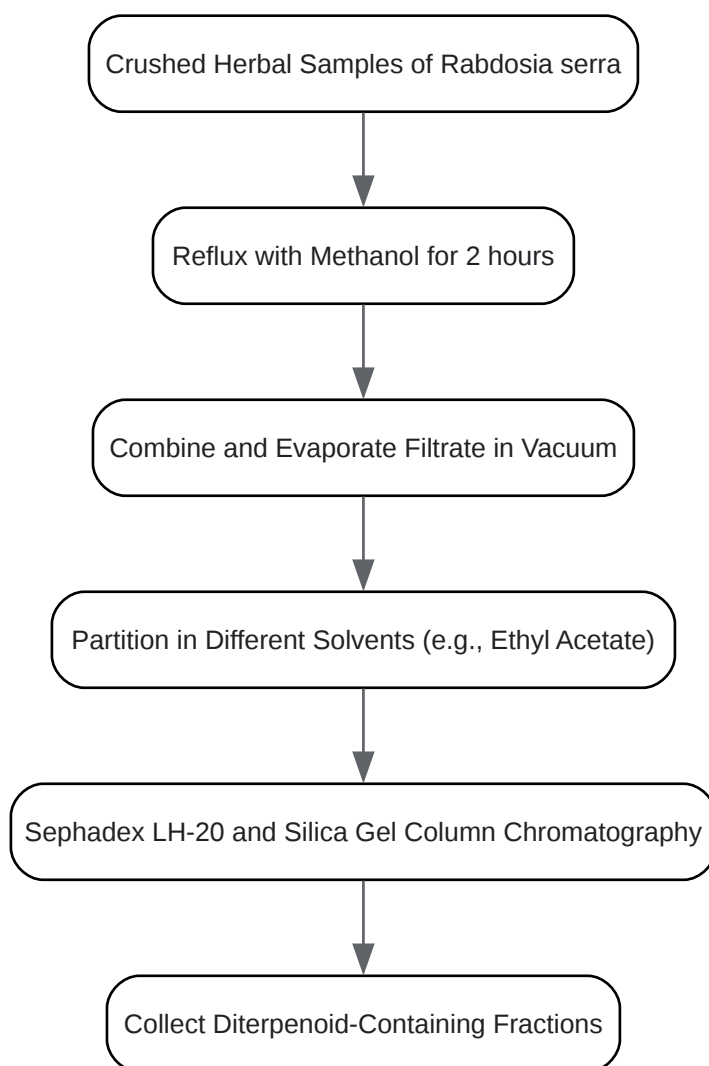 Crushed Herbal Samples of Rabdosia serra
Reflux with Methanol for 2 hours
Combine and Evaporate Filtrate in Vacuum
Partition in Different Solvents (e.g., Ethyl Acetate)
Sephadex LH-20 and Silica Gel Column Chromatography
Collect Diterpenoid-Containing Fractions